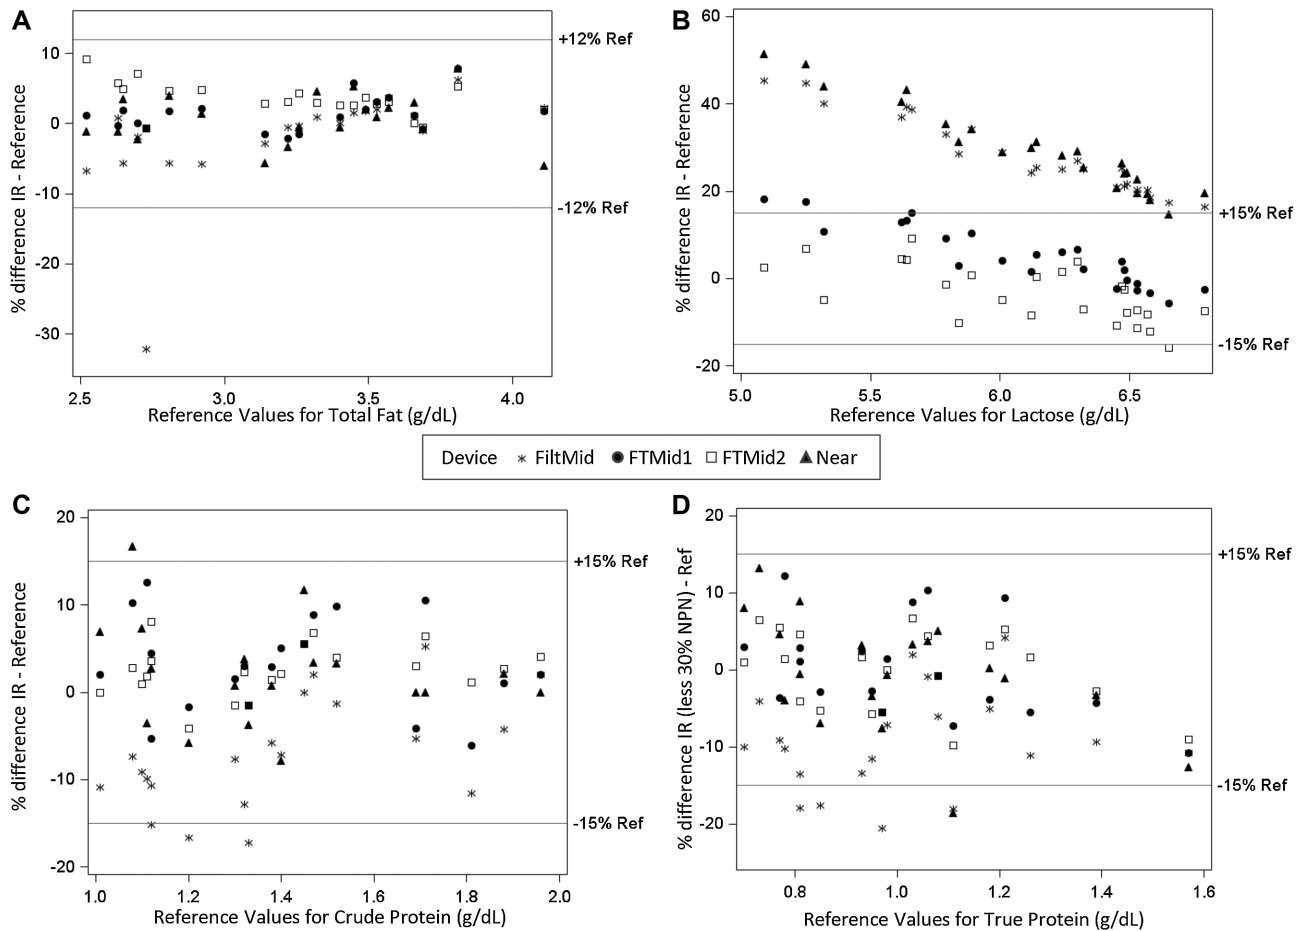 A
+12% Ref
-12% Ref
10
0
-10
-20
-30
% difference IR - Reference
2.5 3.0 3.5 4.0
Reference Values for Total Fat (g/dL)
B
60
40
20
0
-20
+15% Ref
-15% Ref
% difference IR - Reference
5.0 5.5 6.0 6.5
Reference Values for Lactose (g/dL)
Device FiltMid FTMid1 FTMid2 Near
C
20
10
0
-10
-20
+15% Ref
-15% Ref
% difference IR - Reference
1.0 1.2 1.4 1.6 1.8 2.0
Reference Values for Crude Protein (g/dL)
D
20
10
0
-10
-20
+15% Ref
-15% Ref
% difference IR (less 30% NPN) - Ref
0.8 1.0 1.2 1.4 1.6
Reference Values for True Protein (g/dL)